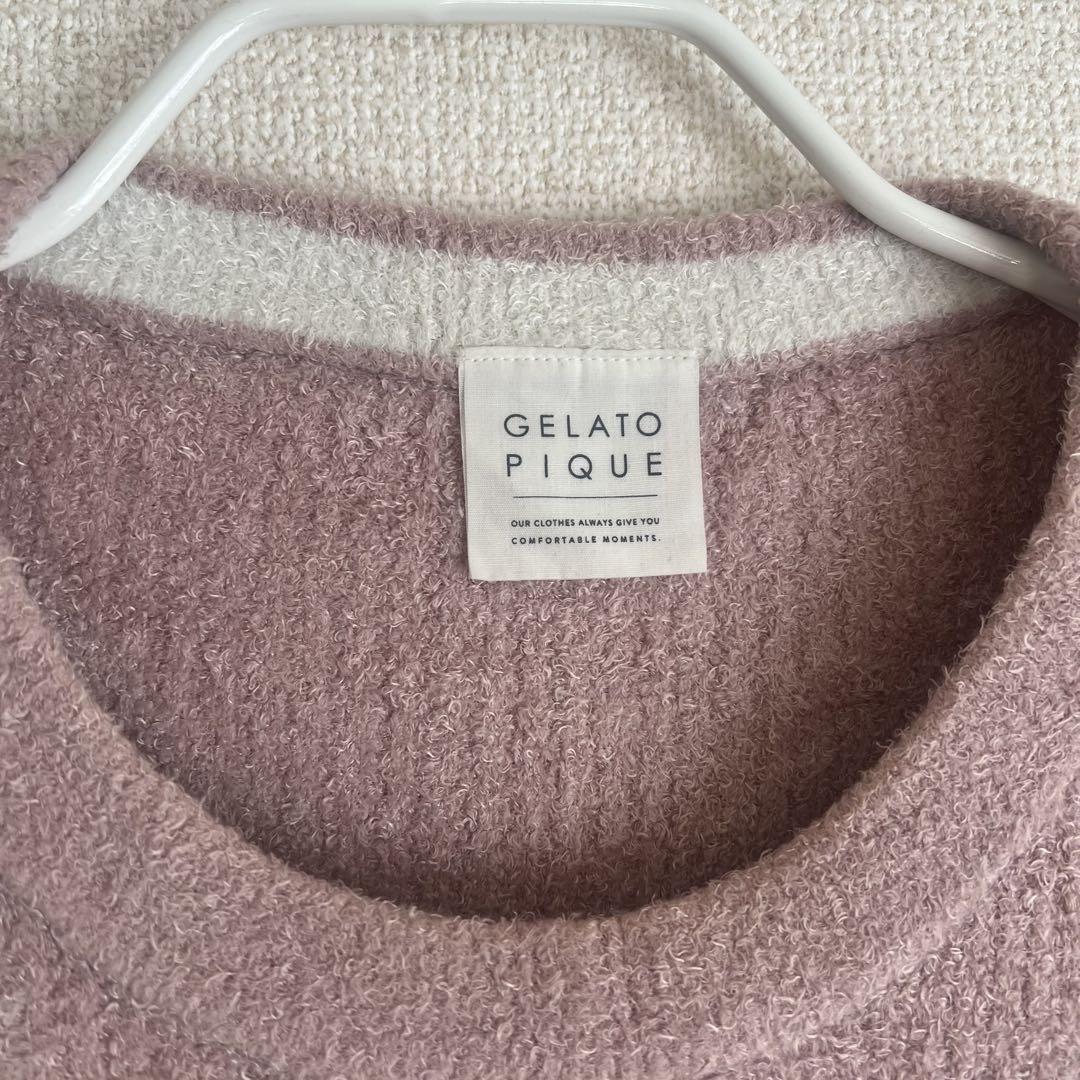 GELATO
PIQUE
OUR CLOTHES ALWAYS GIVE YOU
COMFORTABLE MOMENTS.